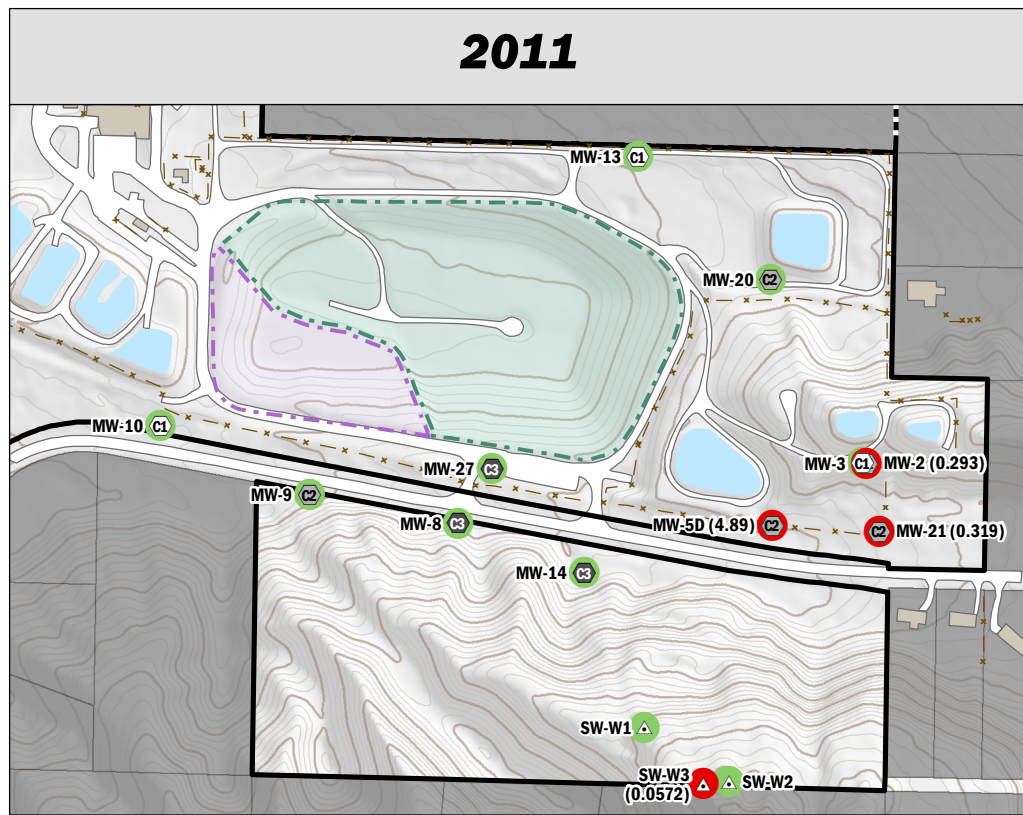 2011
MW-13 C1
MW-20 C2
MW-10 C1
MW-27 C3
MW-3 C1 MW-2 (0.293)
MW-9 C2
MW-8 C3
MW-5D (4.89) C2
C2 MW-21 (0.319)
MW-14 C3
SW-W1
SW-W3
(0.0572)
SW-W2